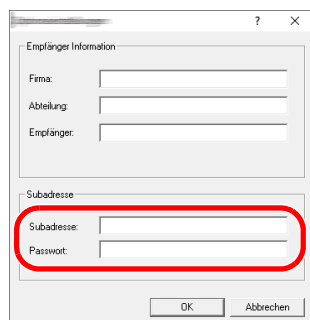 ?
Empfänger Information
Firma:
Abteilung:
Empfänger:
Subadresse
Subadresse:
Passwort:
OK Abbrechen